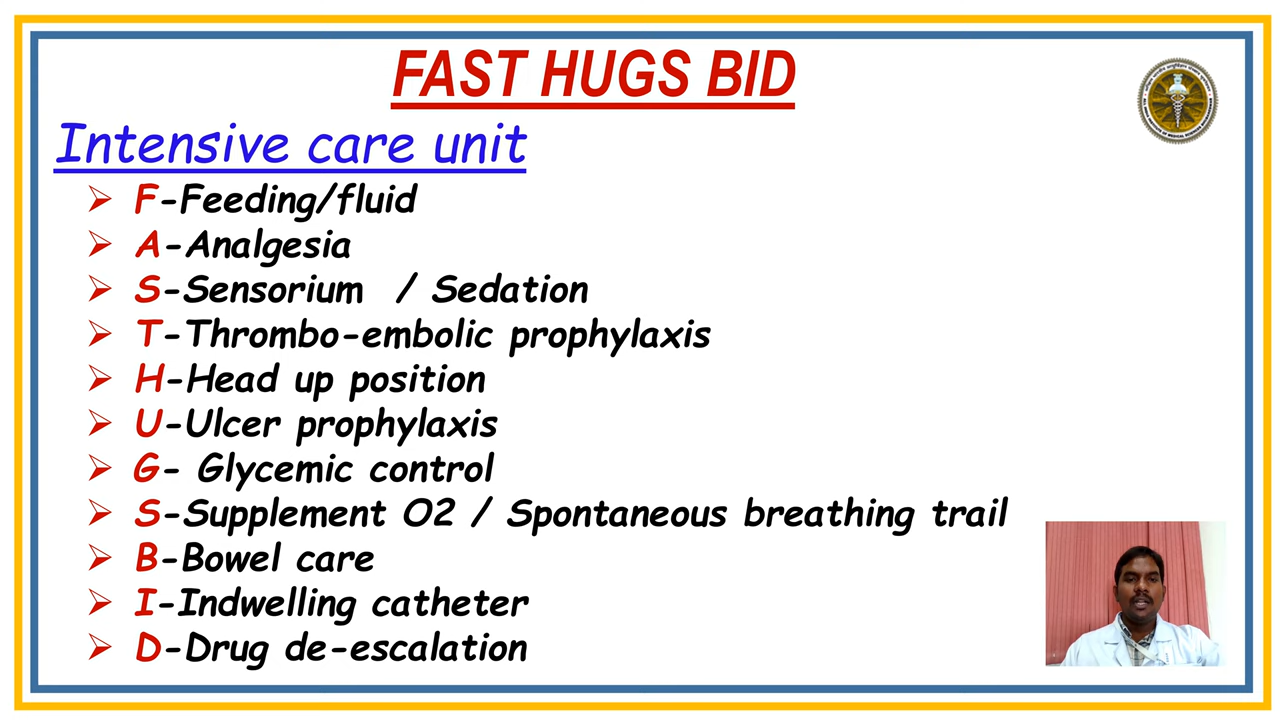 FAST HUGS BID
Intensive care unit
F-Feeding/fluid
A-Analgesia
S-Sensorium / Sedation
T-Thrombo-embolic prophylaxis
H-Head up position
U-Ulcer prophylaxis
G- Glycemic control
S-Supplement O2 / Spontaneous breathing trail
B-Bowel care
I-Indwelling catheter
D-Drug de-escalation